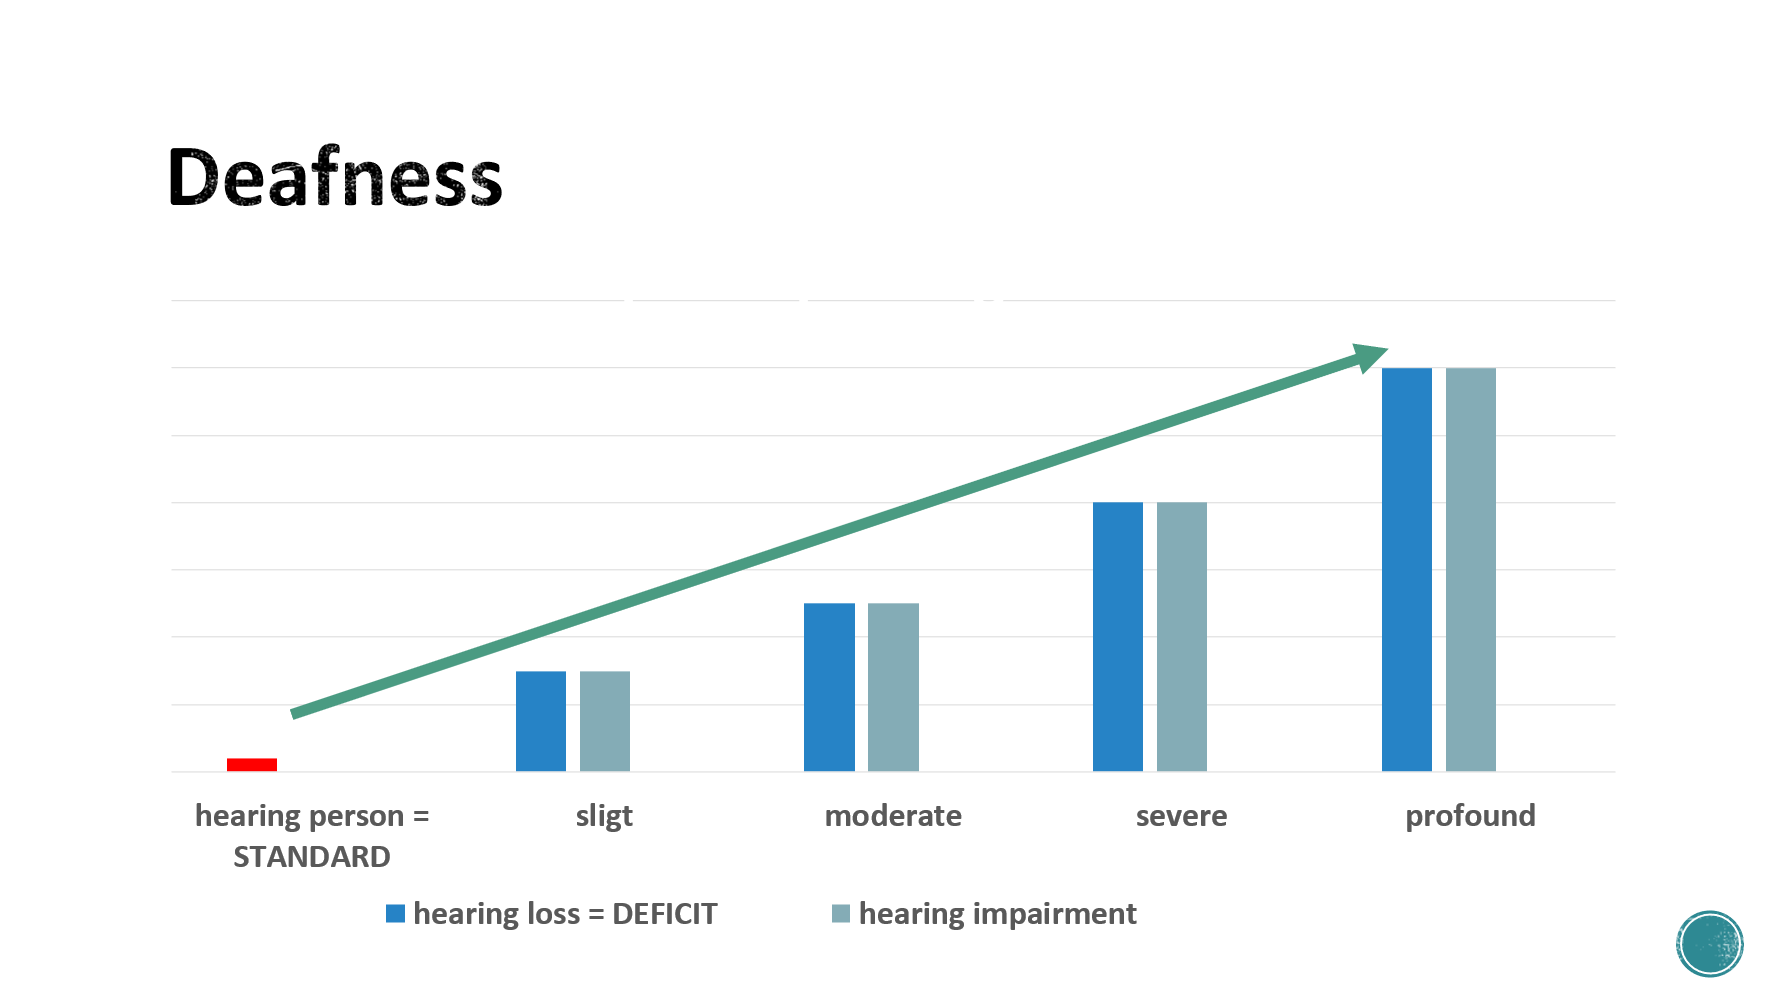 Deafness
hearing person =
STANDARD
sligt
moderate
severe
profound
hearing loss = DEFICIT
hearing impairment